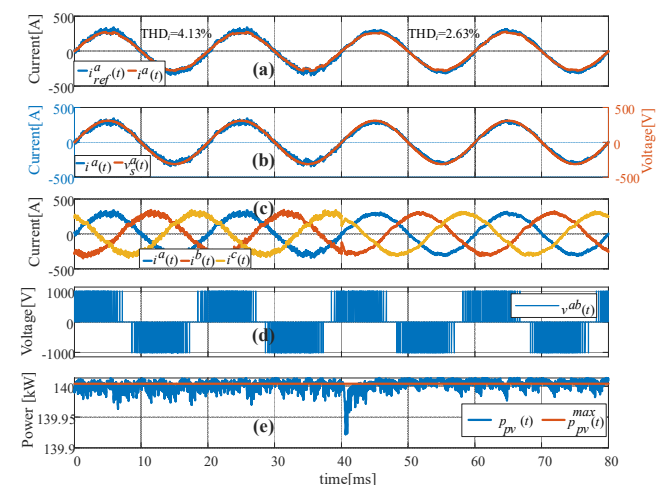 500
0
-500
Current[A]
THD_i=4.13%
THD_i=2.63%
i^a_ref(t) i^a(t)
(a)
500
0
-500
Current[A]
500
0
-500
Voltage[V]
i^a(t) v^a_s(t)
(b)
500
0
-500
Current[A]
(c)
i^a(t) i^b(t) i^c(t)
1000
0
-1000
Voltage[V]
v^ab(t)
(d)
140
139.95
139.9
Power [kW]
p_pv(t) p^max_pv(t)
(e)
0 10 20 30 40 50 60 70 80
time[ms]